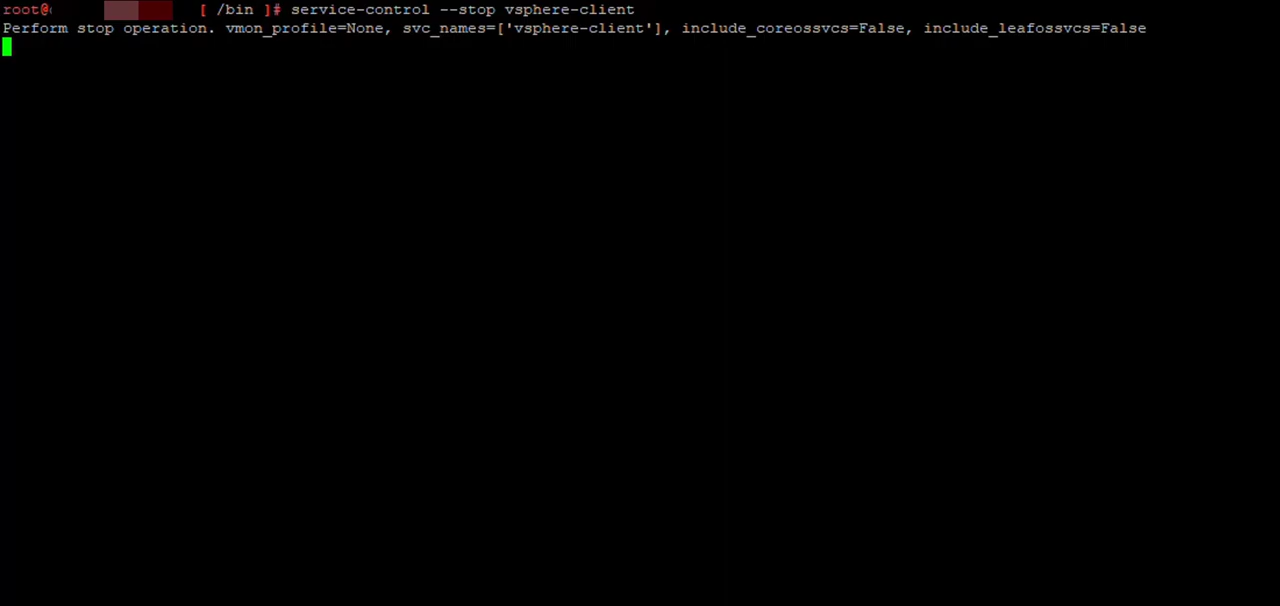 root@ [ /bin ]# service-control --stop vsphere-client
Perform stop operation. vmon_profile=None, svc_names=['vsphere-client'], include_coreossvcs=False, include_leafossvcs=False